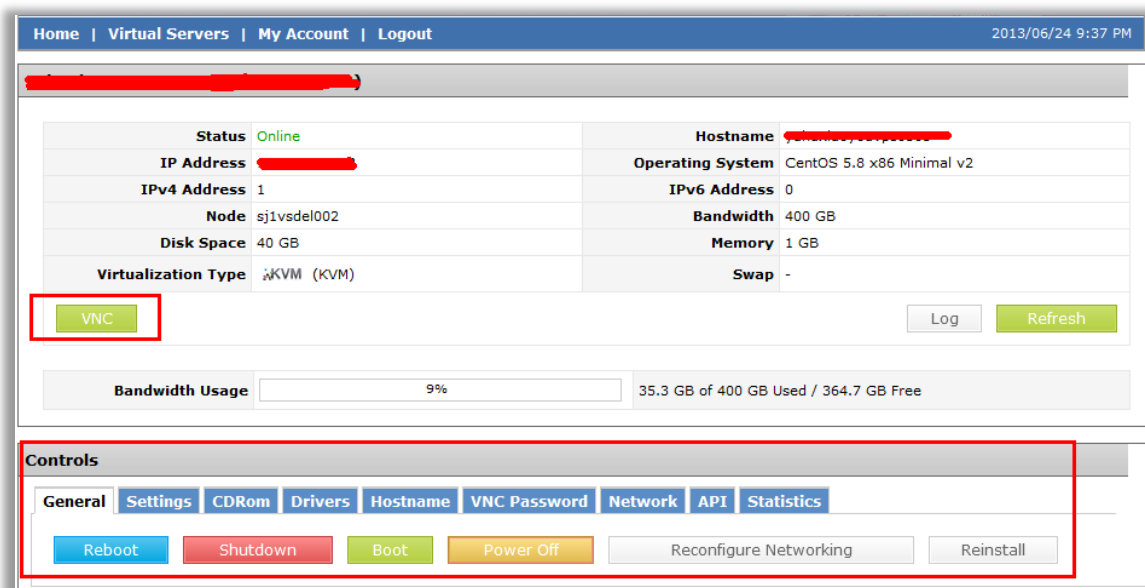 Home | Virtual Servers | My Account | Logout 2013/06/24 9:37 PM
)
Status Online Hostname
IP Address Operating System CentOS 5.8 x86 Minimal v2
IPv4 Address 1 IPv6 Address 0
Node sj1vsdel002 Bandwidth 400 GB
Disk Space 40 GB Memory 1 GB
Virtualization Type KVM (KVM) Swap -
VNC Log Refresh
Bandwidth Usage 9% 35.3 GB of 400 GB Used / 364.7 GB Free
Controls
General Settings CDRom Drivers Hostname VNC Password Network API Statistics
Reboot Shutdown Boot Power Off Reconfigure Networking Reinstall